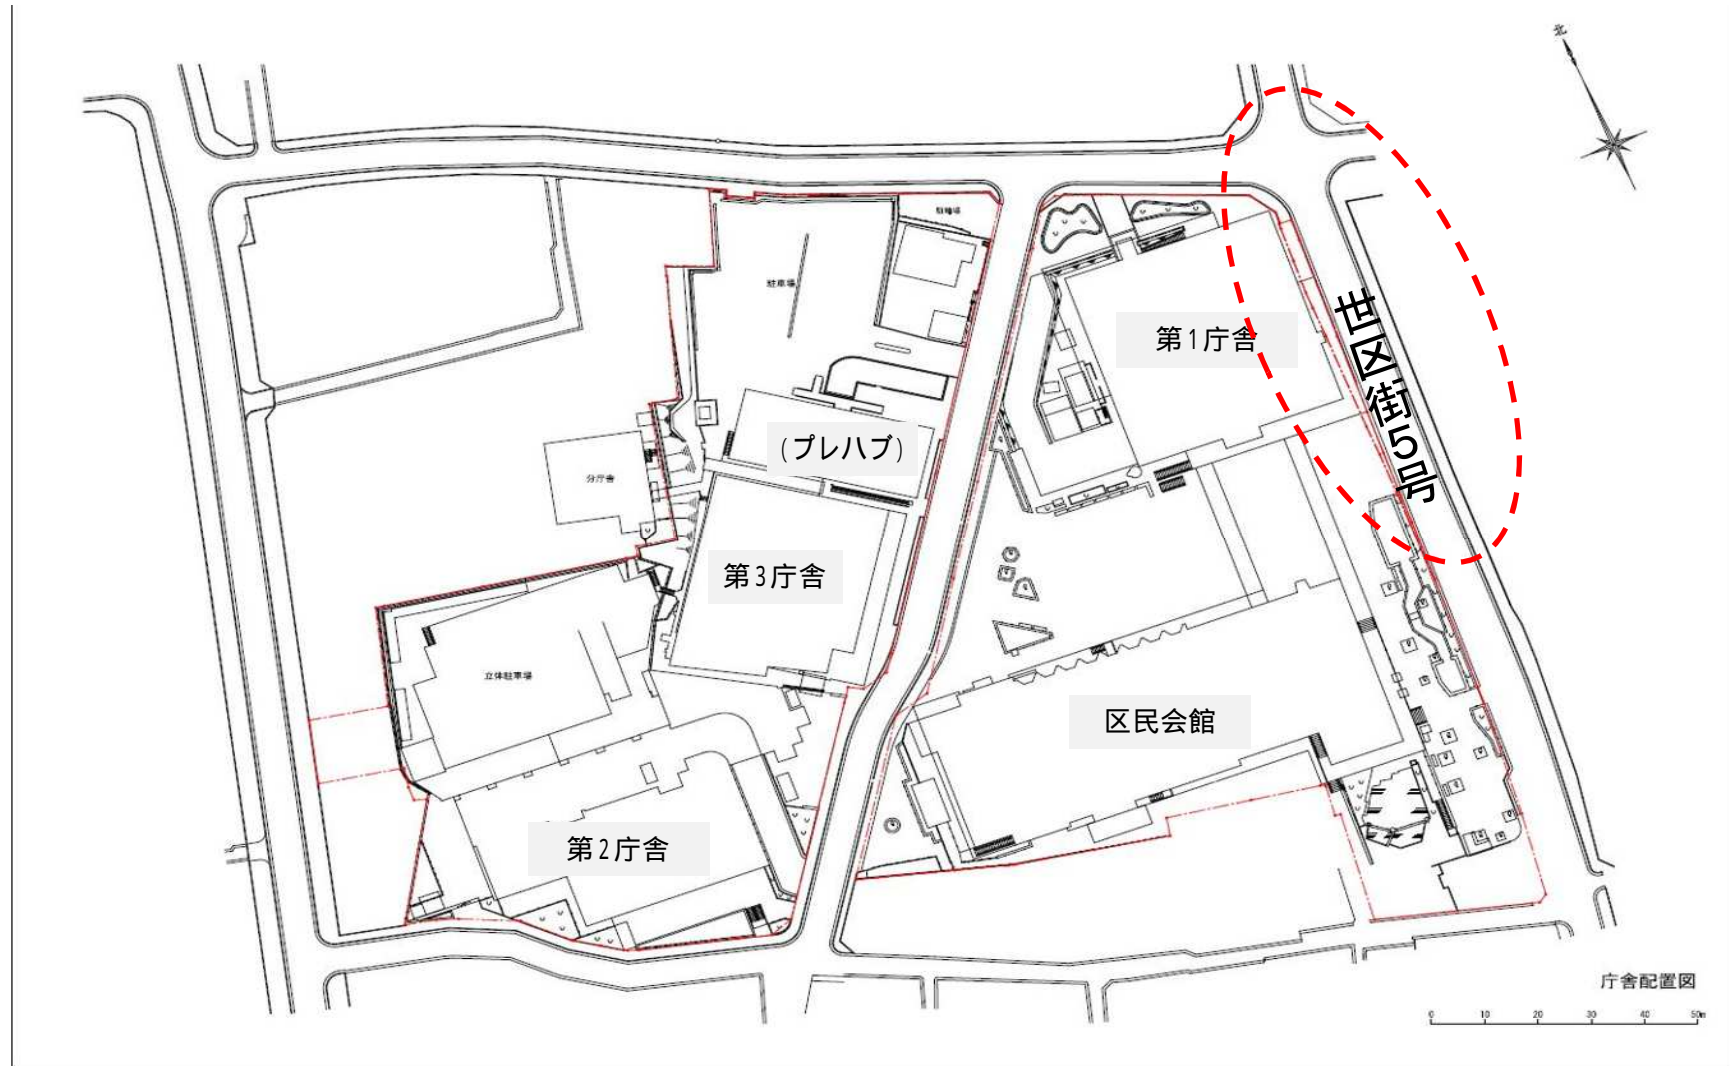 北
駐輪場
駐車場
第1庁舎
世区街5号
(プレハブ)
分庁舎
第3庁舎
立体駐車場
区民会館
第2庁舎
庁舎配置図
0 10 20 30 40 50m